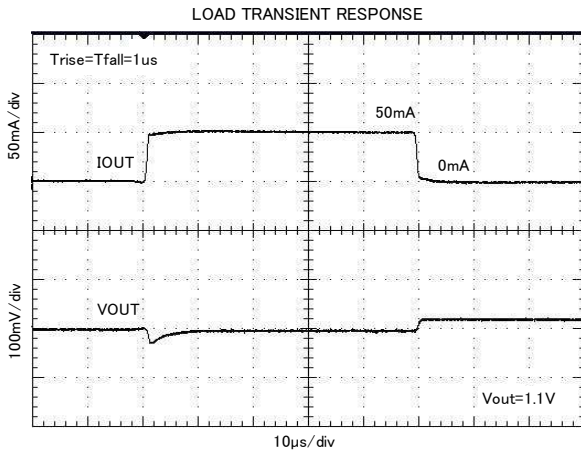 LOAD TRANSIENT RESPONSE
Trise=Tfall=1us
50mA/div
50mA
IOUT
0mA
VOUT
100mV/div
Vout=1.1V
10μs/div